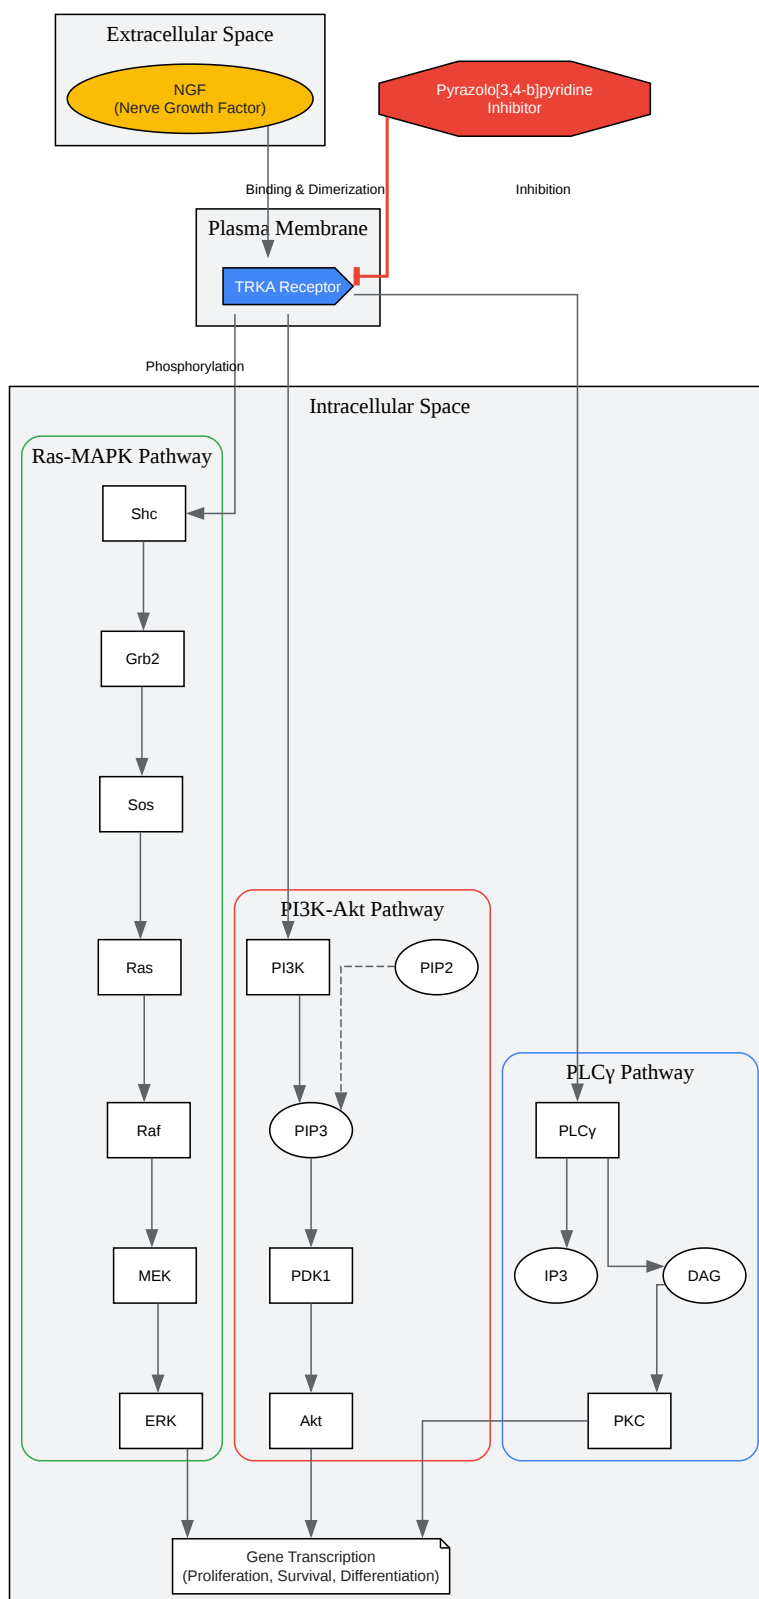 Extracellular Space
NGF
(Nerve Growth Factor)
Pyrazolo[3,4-b]pyridine
Inhibitor
Binding & Dimerization
Inhibition
Plasma Membrane
TRKA Receptor
Phosphorylation
Intracellular Space
Ras-MAPK Pathway
Shc
Grb2
Sos
Ras
Raf
MEK
ERK
PI3K-Akt Pathway
PI3K
PIP2
PIP3
PDK1
Akt
PLCγ Pathway
PLCγ
IP3
DAG
PKC
Gene Transcription
(Proliferation, Survival, Differentiation)